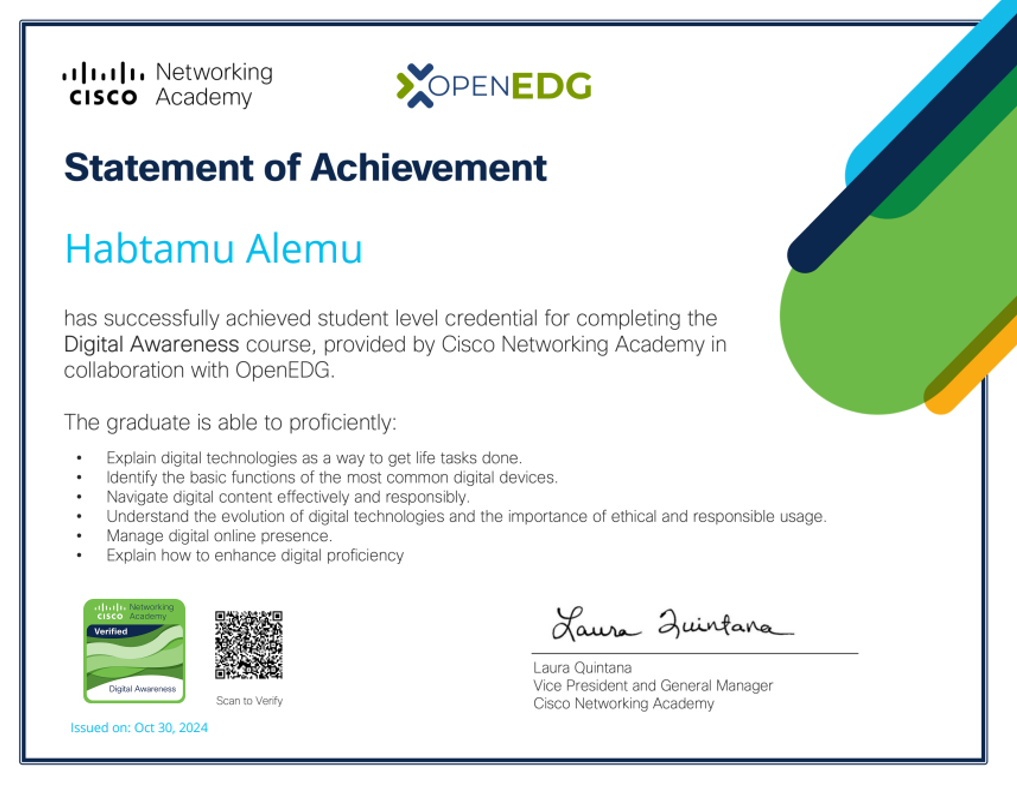 Networking
CISCO Academy
OPENEDG
Statement of Achievement
Habtamu Alemu
has successfully achieved student level credential for completing the
Digital Awareness course, provided by Cisco Networking Academy in
collaboration with OpenEDG.
The graduate is able to proficiently:
• Explain digital technologies as a way to get life tasks done.
• Identify the basic functions of the most common digital devices.
• Navigate digital content effectively and responsibly.
• Understand the evolution of digital technologies and the importance of ethical and responsible usage.
• Manage digital online presence.
• Explain how to enhance digital proficiency
Networking
CISCO Academy
Verified
Digital Awareness
Scan to Verify
Issued on: Oct 30, 2024
Laura Quintana
Laura Quintana
Vice President and General Manager
Cisco Networking Academy